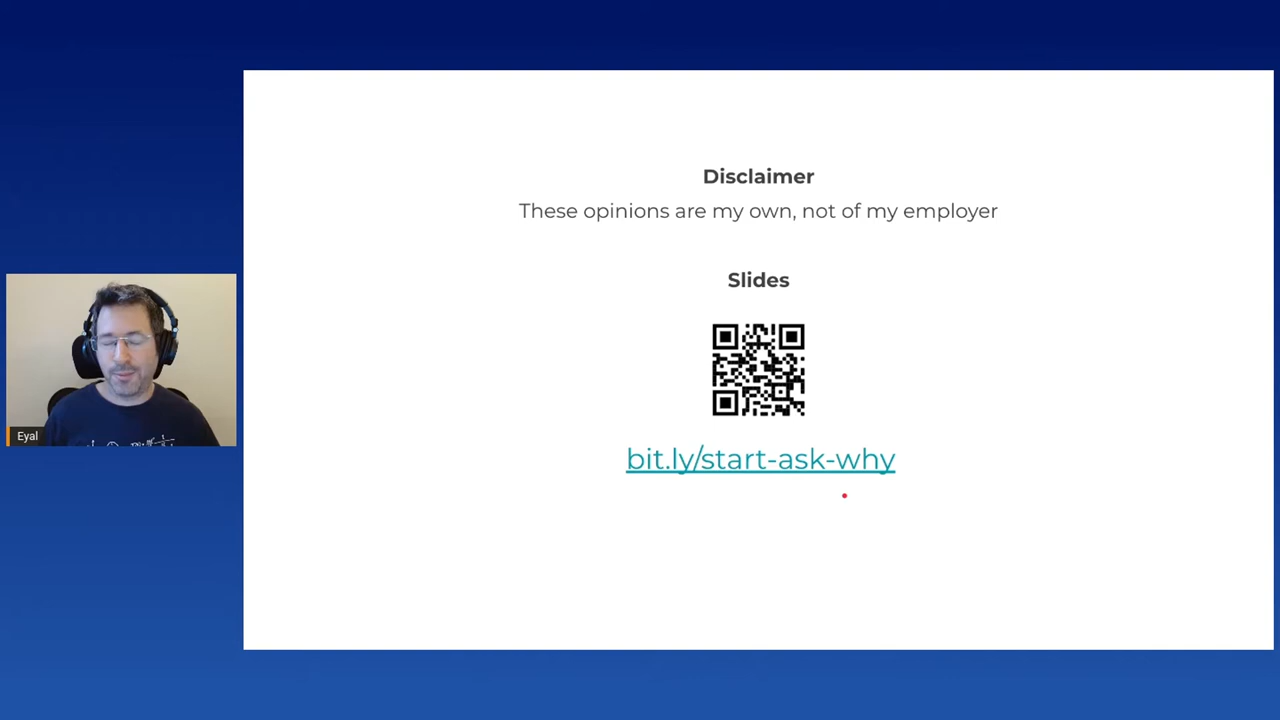 Disclaimer
These opinions are my own, not of my employer
Slides
bit.ly/start-ask-why
Eyal